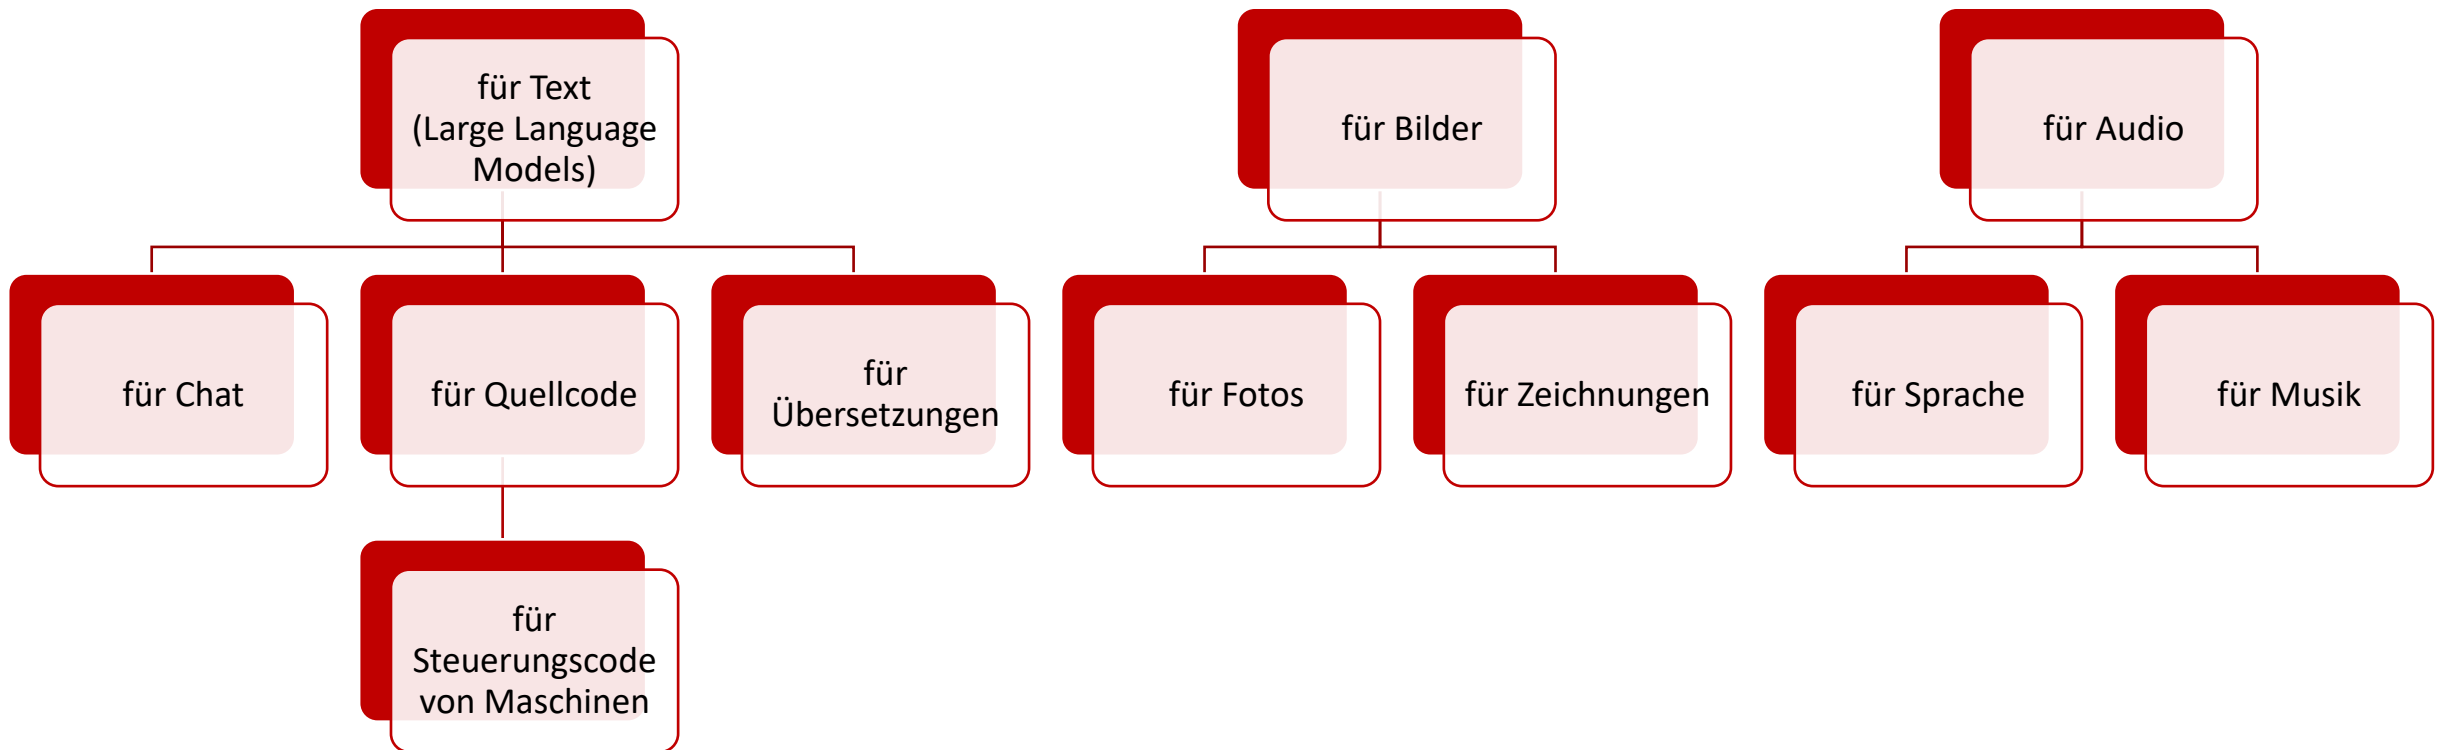 für Text
(Large Language
Models)
für Bilder
für Audio
für Chat
für Quellcode
für
Übersetzungen
für Fotos
für Zeichnungen
für Sprache
für Musik
für
Steuerungscode
von Maschinen